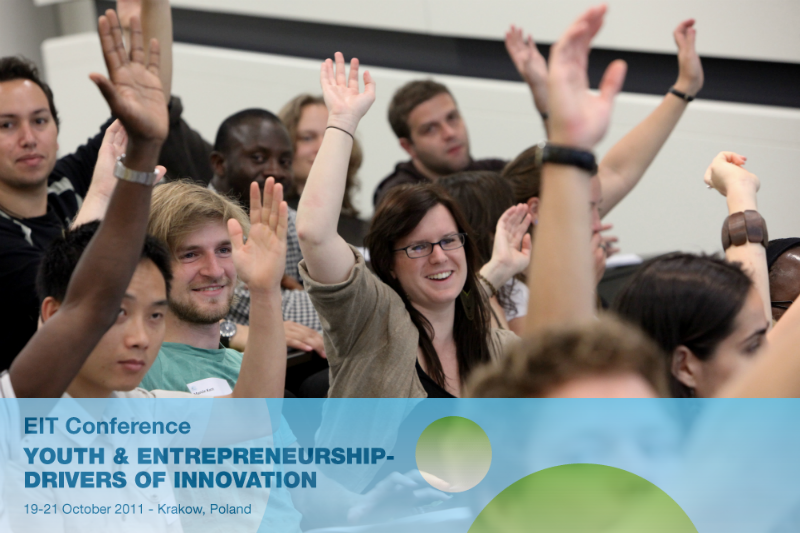 EIT Conference
YOUTH & ENTREPRENEURSHIP-
DRIVERS OF INNOVATION
19-21 October 2011 - Krakow, Poland